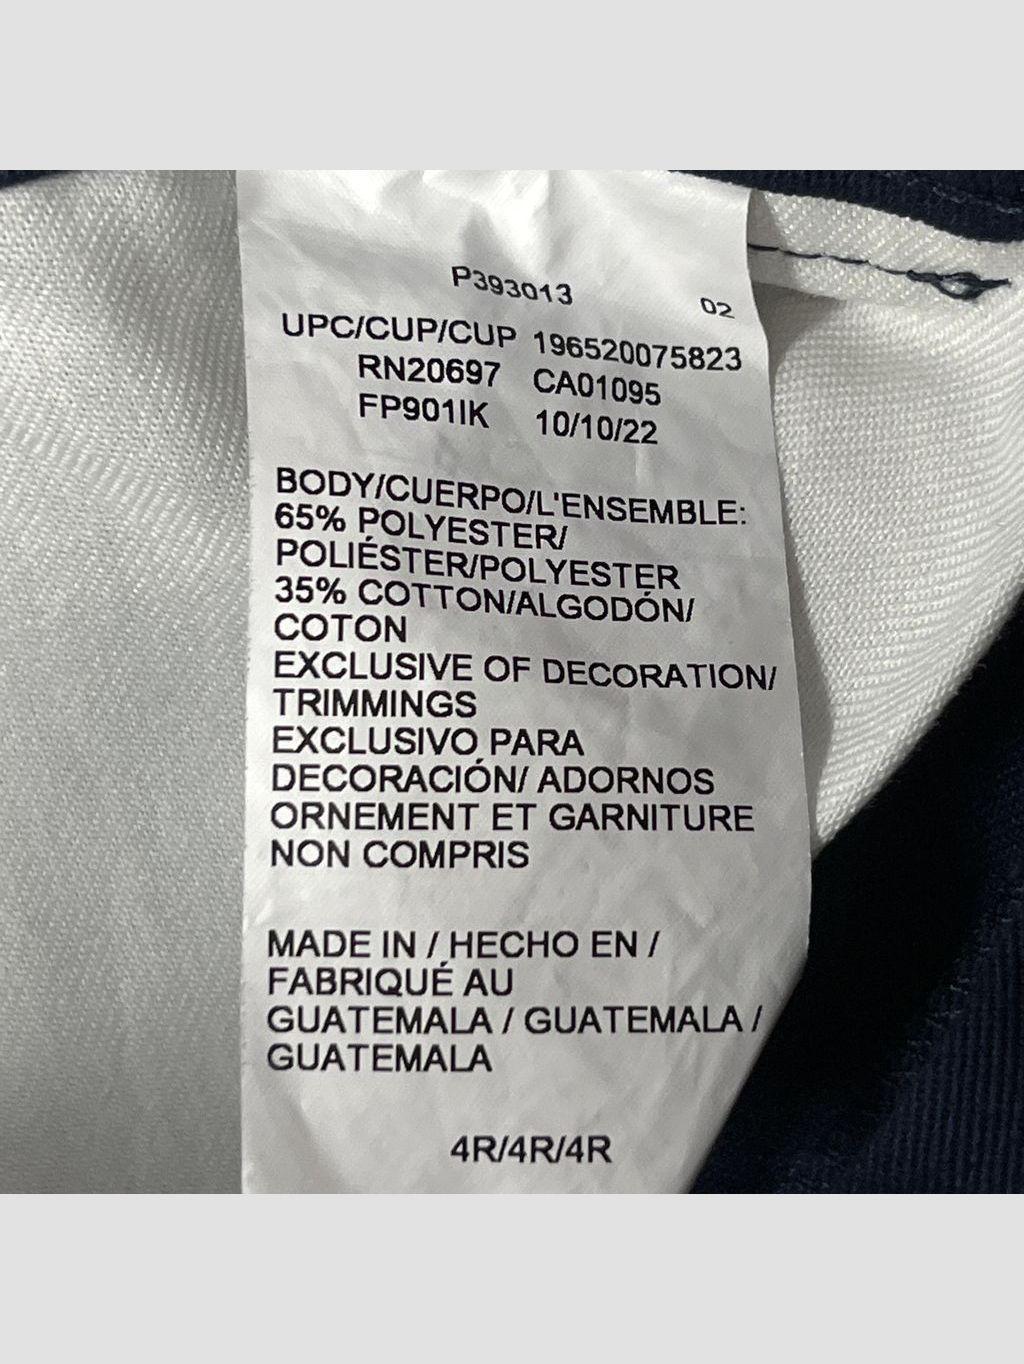 P393013
02
UPC/CUP/CUP 196520075823
RN20697 CA01095
FP901IK 10/10/22
BODY/CUERPO/L'ENSEMBLE:
65% POLYESTER/
POLIÉSTER/POLYESTER
35% COTTON/ALGODÓN/
COTON
EXCLUSIVE OF DECORATION/
TRIMMINGS
EXCLUSIVO PARA
DECORACIÓN/ ADORNOS
ORNEMENT ET GARNITURE
NON COMPRIS
MADE IN / HECHO EN /
FABRIQUÉ AU
GUATEMALA / GUATEMALA /
GUATEMALA
4R/4R/4R